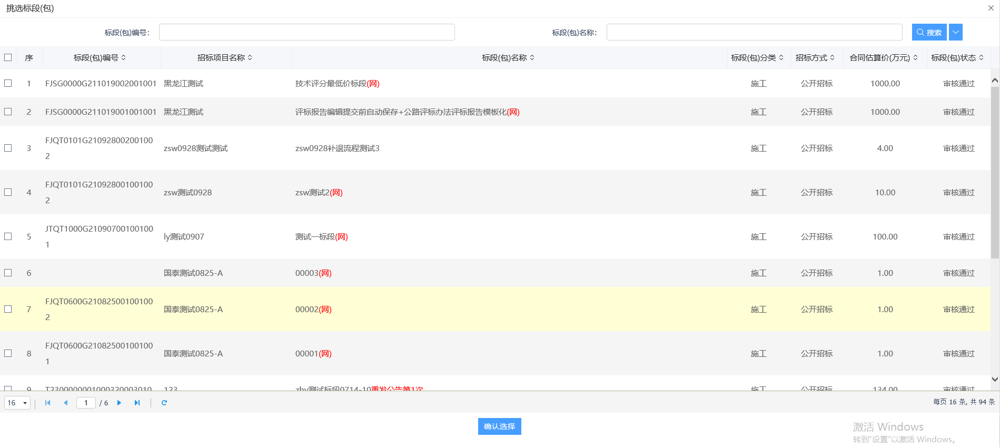 挑选标段(包)
标段(包)编号: 标段(包)名称: 搜索
序 标段(包)编号 招标项目名称 标段(包)名称 标段(包)分类 招标方式 合同估算价(万元) 标段(包)状态
1 FJSG0000G211019002001001 黑龙江测试 技术评分最低价标段(网) 施工 公开招标 1000.00 审核通过
2 FJSG0000G211019001001001 黑龙江测试 评标报告编辑提交前自动保存+公路评标办法评标报告模板化(网) 施工 公开招标 1000.00 审核通过
FJQT0101G21092800200100
3 zsw0928测试测试 zsw0928补退流程测试3 施工 公开招标 4.00 审核通过
2
FJQT0101G21092800100100
4 zsw测试0928 zsw测试2(网) 施工 公开招标 10.00 审核通过
2
JTQT1000G21090700100100
5 ly测试0907 测试一标段(网) 施工 公开招标 100.00 审核通过
1
6 国泰测试0825-A 00003(网) 施工 公开招标 1.00 审核通过
FJQT0600G21082500100100
7 国泰测试0825-A 00002(网) 施工 公开招标 1.00 审核通过
2
FJQT0600G21082500100100
8 国泰测试0825-A 00001(网) 施工 公开招标 1.00 审核通过
1
9 T2300000001000320003010 123 zby测试标段0714-10重发公告第1次 施工 公开招标 134.00 审核通过
16 1 / 6 每页 16 条, 共 94 条
确认选择
激活 Windows
转到"设置"以激活 Windows。